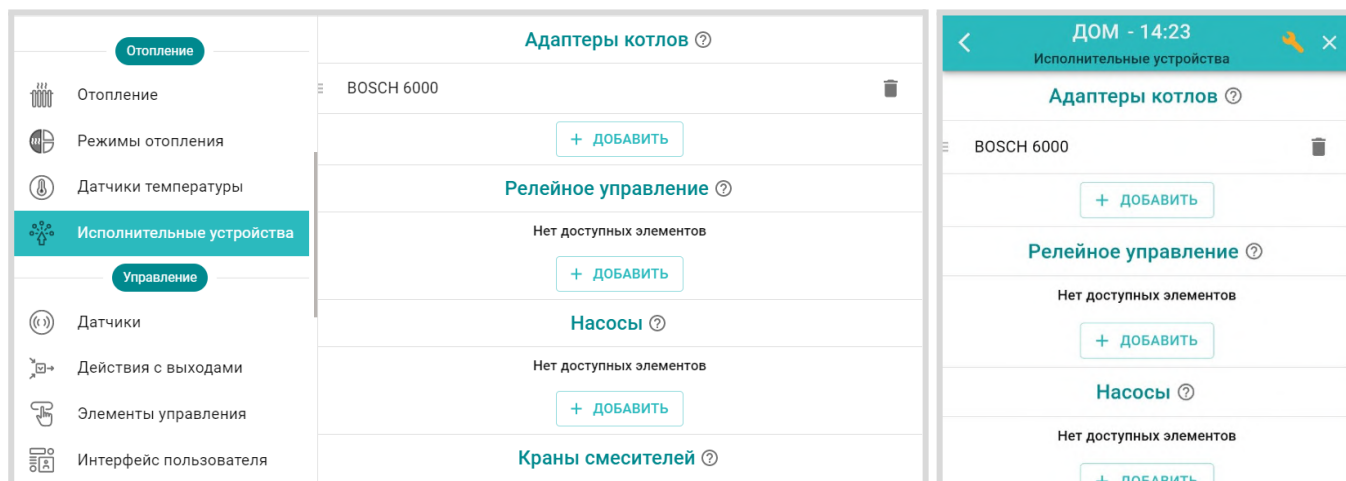 Отопление
Отопление
Режимы отопления
Датчики температуры
Исполнительные устройства
Управление
Датчики
Действия с выходами
Элементы управления
Интерфейс пользователя
Адаптеры котлов ?
BOSCH 6000
+ ДОБАВИТЬ
Релейное управление ?
Нет доступных элементов
+ ДОБАВИТЬ
Насосы ?
Нет доступных элементов
+ ДОБАВИТЬ
Краны смесителей ?
ДОМ - 14:23
Исполнительные устройства
Адаптеры котлов ?
BOSCH 6000
+ ДОБАВИТЬ
Релейное управление ?
Нет доступных элементов
+ ДОБАВИТЬ
Насосы ?
Нет доступных элементов
+ ДОБАВИТЬ